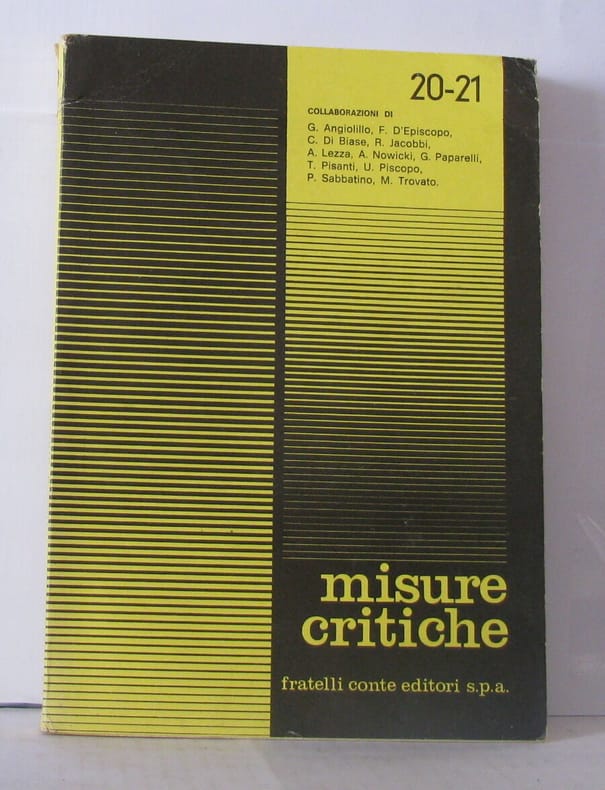 20-21
COLLABORAZIONI DI
G. Angiolillo, F. D'Episcopo,
C. Di Biase, R. Jacobbi,
A. Lezza, A. Nowicki, G. Paparelli,
T. Pisanti, U. Piscopo,
P. Sabbatino, M. Trovato.
misure
critiche
fratelli conte editori s.p.a.